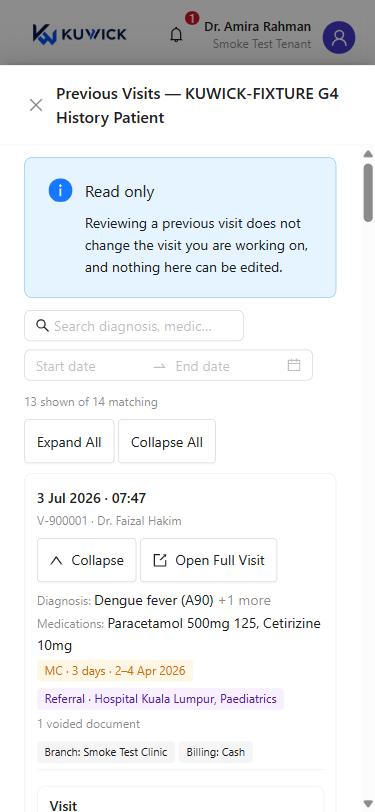 KUWICK
1
Dr. Amira Rahman
Smoke Test Tenant
Previous Visits — KUWICK-FIXTURE G4
History Patient
Read only
Reviewing a previous visit does not
change the visit you are working on,
and nothing here can be edited.
Search diagnosis, medic...
Start date → End date
13 shown of 14 matching
Expand All Collapse All
3 Jul 2026 · 07:47
V-900001 · Dr. Faizal Hakim
Collapse Open Full Visit
Diagnosis: Dengue fever (A90) +1 more
Medications: Paracetamol 500mg 125, Cetirizine
10mg
MC · 3 days · 2–4 Apr 2026
Referral · Hospital Kuala Lumpur, Paediatrics
1 voided document
Branch: Smoke Test Clinic Billing: Cash
Visit